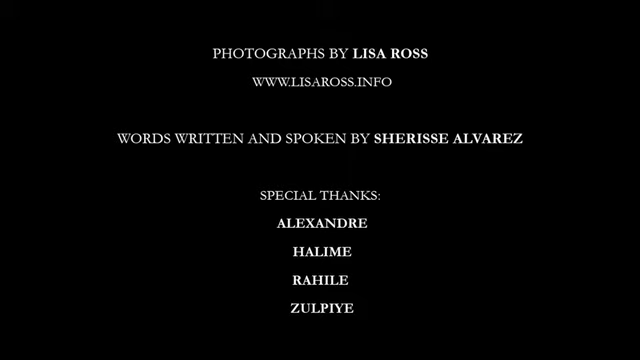 PHOTOGRAPHS BY LISA ROSS
WWW.LISAROSS.INFO
WORDS WRITTEN AND SPOKEN BY SHERISSE ALVAREZ
SPECIAL THANKS:
ALEXANDRE
HALIME
RAHILE
ZULPIYE